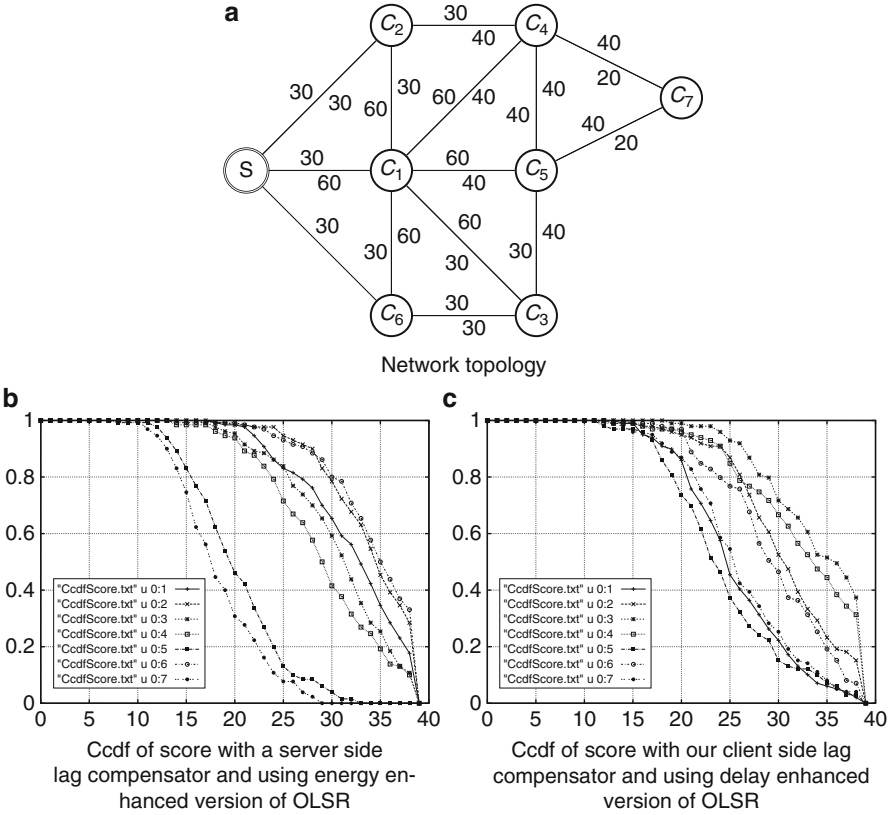 a
C2 30 C4
40
40
30 30 30 60 40 40 20 C7
60 40 40 40 20
S 30 C1 60 C5
60 40
30 60 60 40
30 30 30
C6 30 C3
30
Network topology
b
1
0.8
0.6
0.4
0.2
0
"CcdfScore.txt" u 0:1
"CcdfScore.txt" u 0:2
"CcdfScore.txt" u 0:3
"CcdfScore.txt" u 0:4
"CcdfScore.txt" u 0:5
"CcdfScore.txt" u 0:6
"CcdfScore.txt" u 0:7
0 5 10 15 20 25 30 35 40
Ccdf of score with a server side
lag compensator and using energy en-
hanced version of OLSR
c
1
0.8
0.6
0.4
0.2
0
"CcdfScore.txt" u 0:1
"CcdfScore.txt" u 0:2
"CcdfScore.txt" u 0:3
"CcdfScore.txt" u 0:4
"CcdfScore.txt" u 0:5
"CcdfScore.txt" u 0:6
"CcdfScore.txt" u 0:7
0 5 10 15 20 25 30 35 40
Ccdf of score with our client side lag
compensator and using delay enhanced
version of OLSR